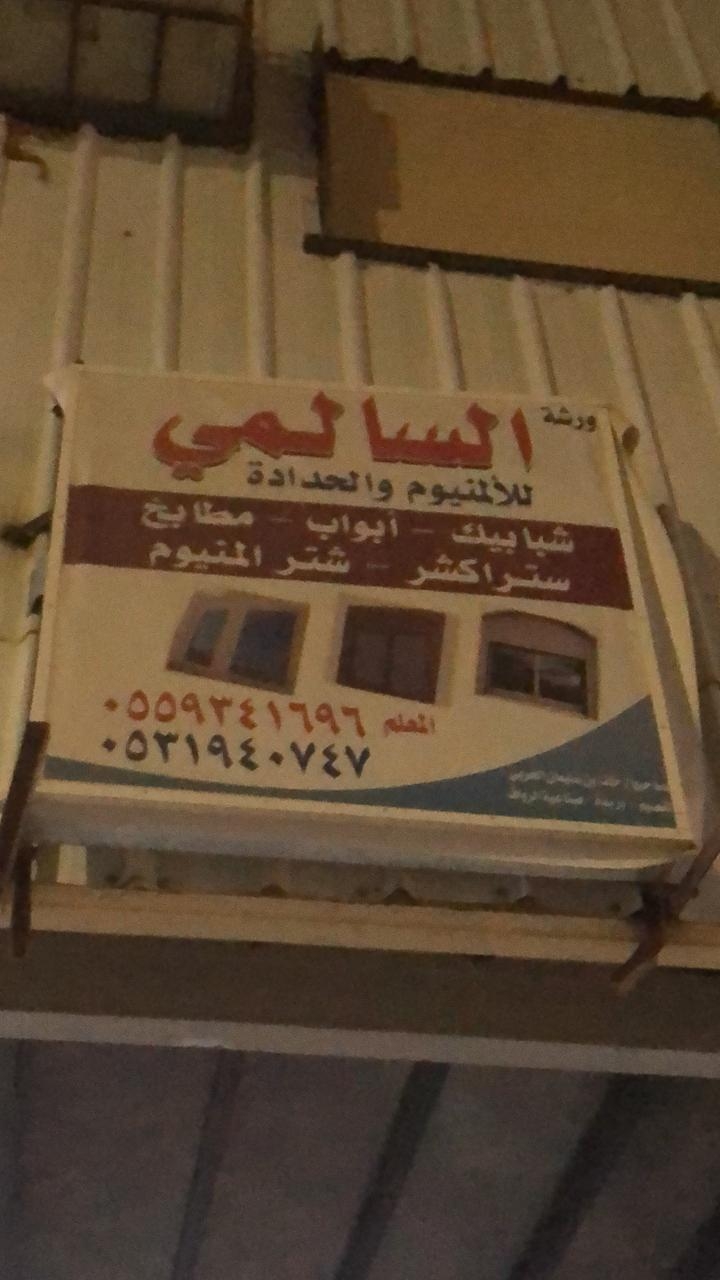 ورشة
السالمي
للألمنيوم والحدادة
شبابيك - أبواب - مطابخ
ستراكشر - شتر المنيوم
المعلم ٠٥٥٩٣٤١٦٩٦
٠٥٣١٩٤٠٧٤٧